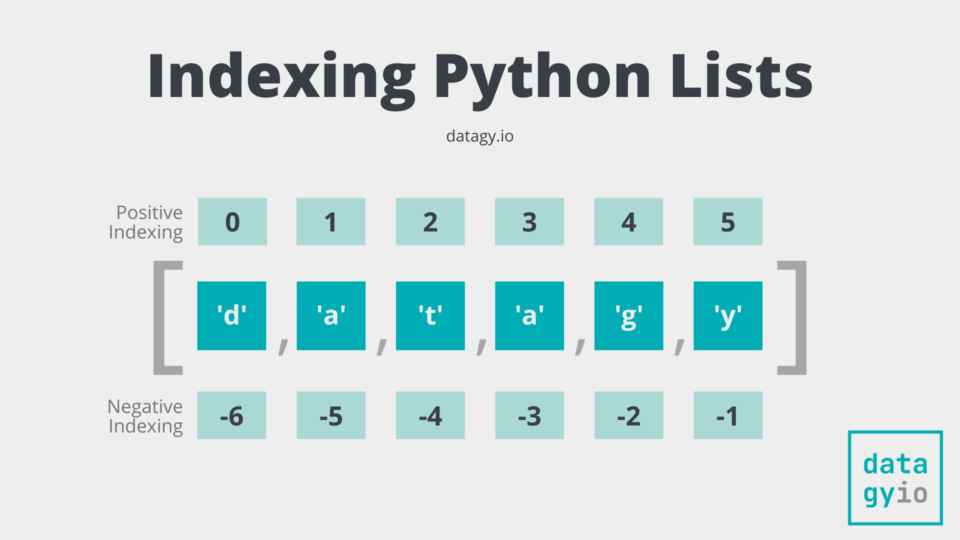 Indexing Python Lists
datagy.io
Positive
Indexing
0 1 2 3 4 5
[ 'd' , 'a' , 't' , 'a' , 'g' , 'y' ]
Negative
Indexing
-6 -5 -4 -3 -2 -1
data
gyio